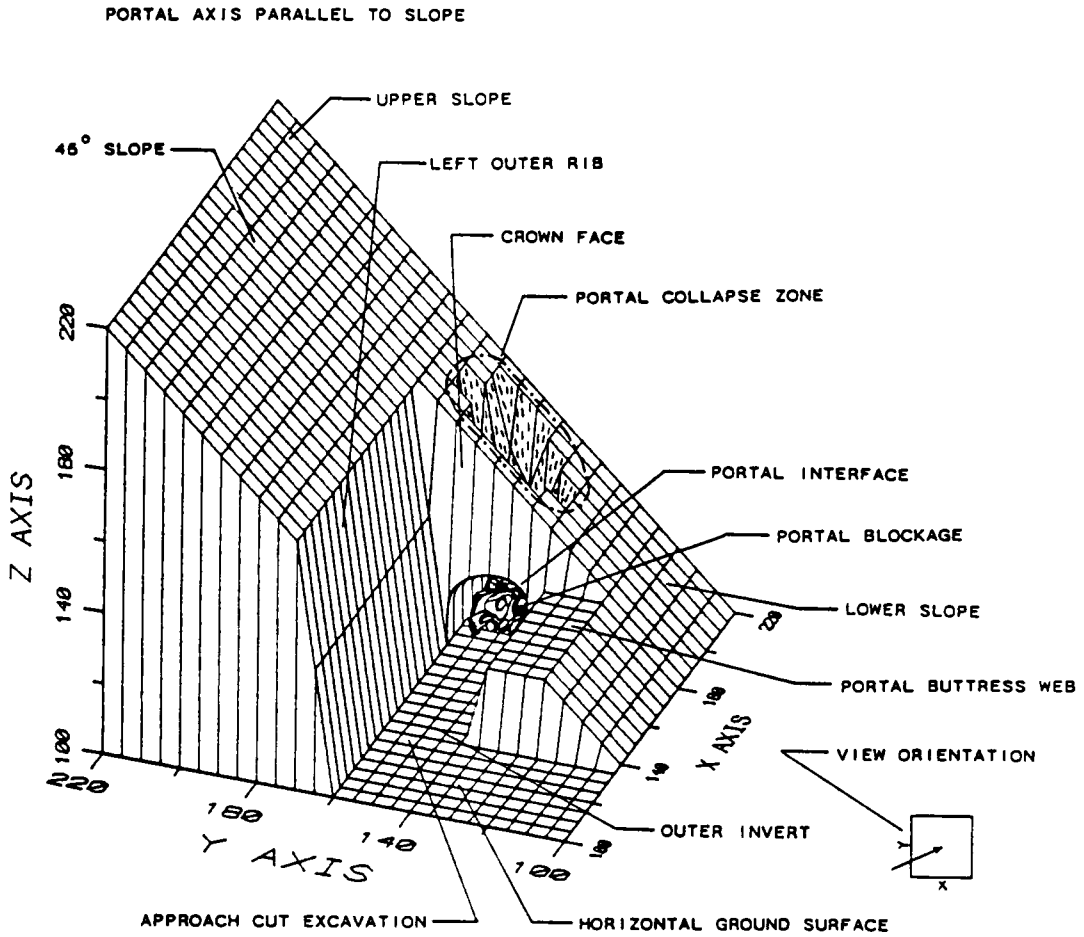 PORTAL AXIS PARALLEL TO SLOPE
UPPER SLOPE
45° SLOPE
LEFT OUTER RIB
CROWN FACE
PORTAL COLLAPSE ZONE
220
180
140
100
Z AXIS
PORTAL INTERFACE
PORTAL BLOCKAGE
LOWER SLOPE
PORTAL BUTTRESS WEB
220
180
140
100
X AXIS
VIEW ORIENTATION
Y
X
220
180
140
100
Y AXIS
OUTER INVERT
APPROACH CUT EXCAVATION
HORIZONTAL GROUND SURFACE